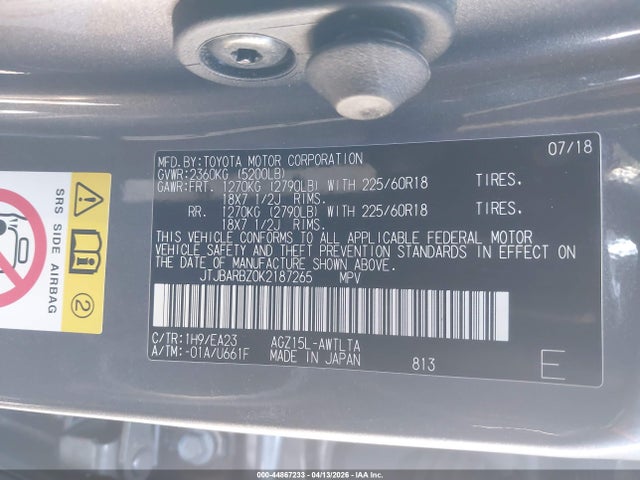 07/18
MFD.BY:TOYOTA MOTOR CORPORATION
GVWR:2360KG (5200LB)
GAWR:FRT. 1270KG (2790LB) WITH 225/60R18 TIRES.
18X7 1/2J RIMS.
RR. 1270KG (2790LB) WITH 225/60R18 TIRES.
18X7 1/2J RIMS.
THIS VEHICLE CONFORMS TO ALL APPLICABLE FEDERAL MOTOR
VEHICLE SAFETY AND THEFT PREVENTION STANDARDS IN EFFECT
ON THE DATE OF MANUFACTURE SHOWN ABOVE.
JTJBARBZ0K2187265 MPV
C/TR:1H9/EA23 AGZ15L-AWTLTA
A/TM:-01A/U661F MADE IN JAPAN 813 E
SRS SIDE AIRBAG
2
000-44867233 - 04/13/2026 - IAA, Inc.